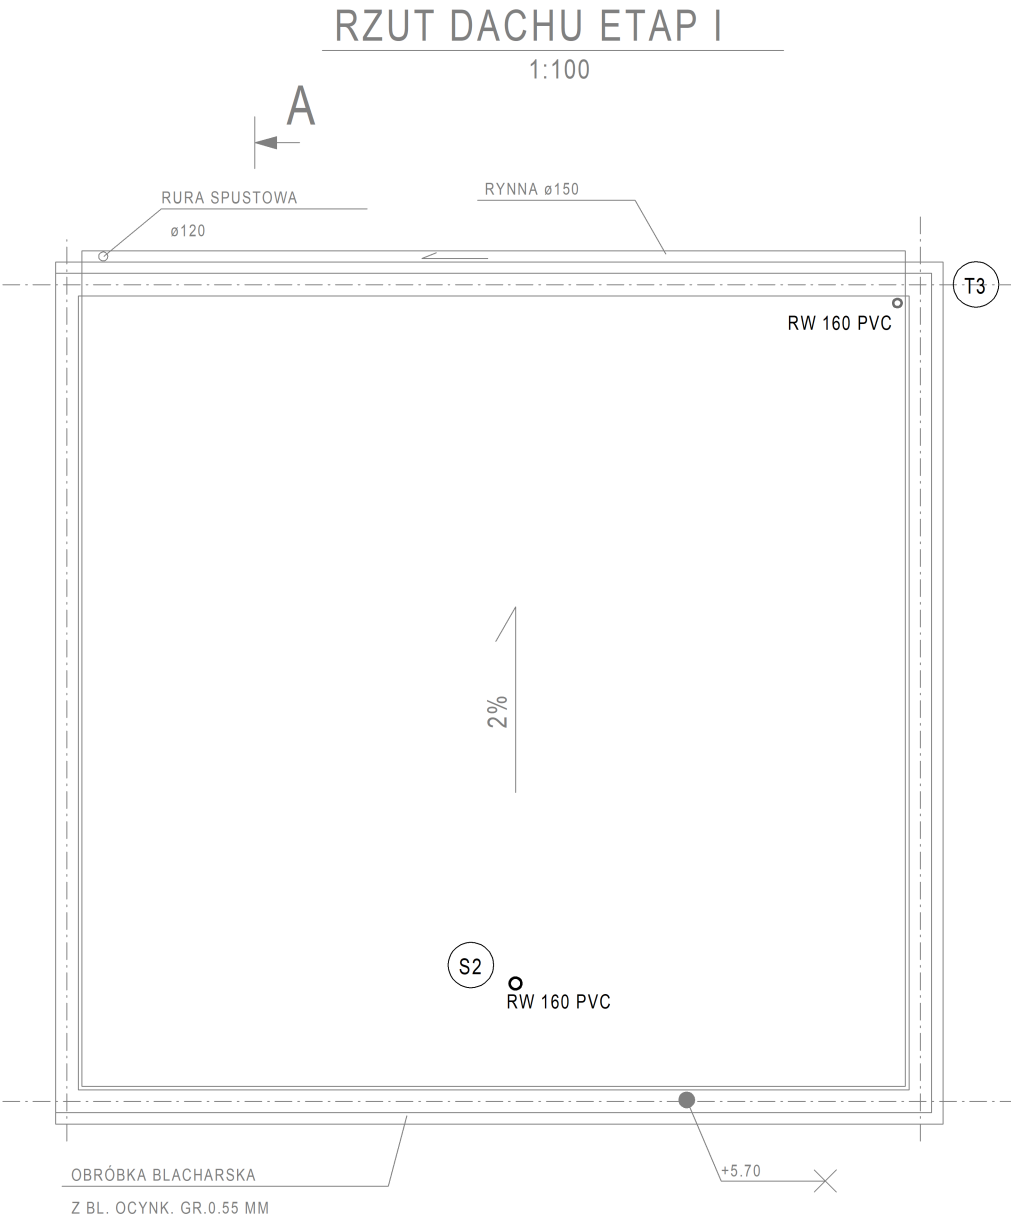 RZUT DACHU ETAP I
1:100
A
RURA SPUSTOWA
ø120
RYNNA ø150
T3
RW 160 PVC
2%
S2
RW 160 PVC
OBRÓBKA BLACHARSKA
Z BL. OCYNK. GR.0.55 MM
+5.70